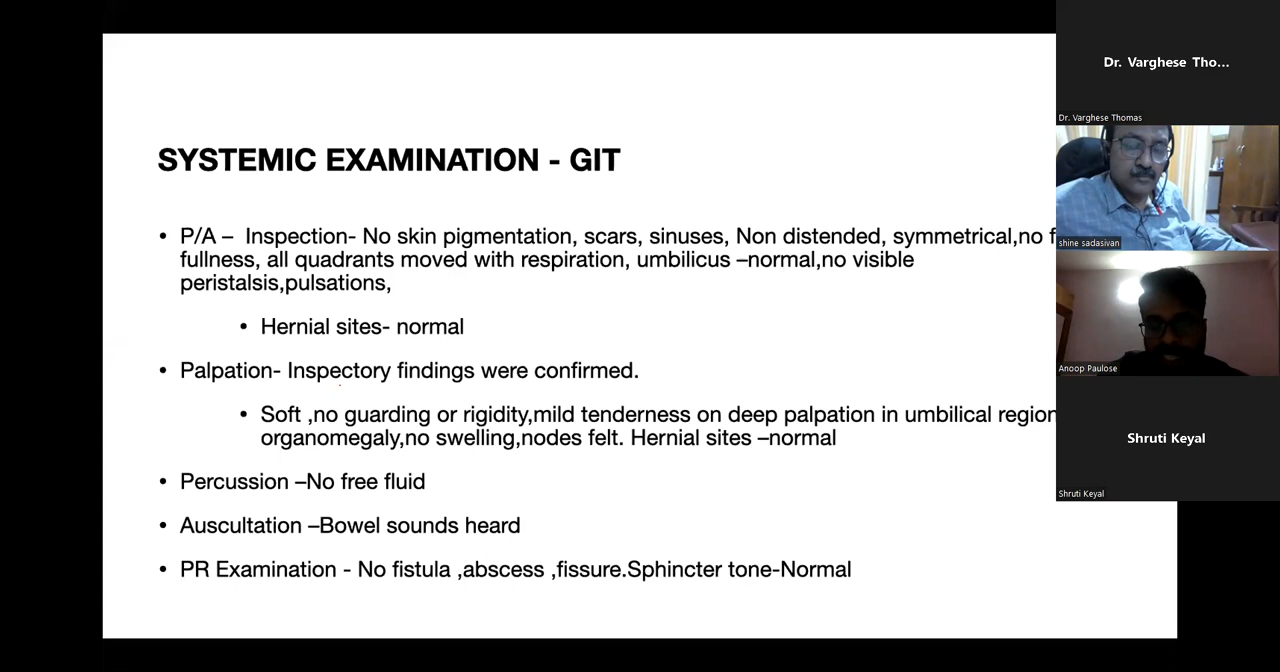 SYSTEMIC EXAMINATION - GIT
• P/A – Inspection- No skin pigmentation, scars, sinuses, Non distended, symmetrical,no
fullness, all quadrants moved with respiration, umbilicus –normal,no visible
peristalsis,pulsations,
• Hernial sites- normal
• Palpation- Inspectory findings were confirmed.
• Soft ,no guarding or rigidity,mild tenderness on deep palpation in umbilical region
organomegaly,no swelling,nodes felt. Hernial sites –normal
• Percussion –No free fluid
• Auscultation –Bowel sounds heard
• PR Examination - No fistula ,abscess ,fissure.Sphincter tone-Normal
Dr. Varghese Tho...
Dr. Varghese Thomas
shine sadasivan
Anoop Paulose
Shruti Keyal
Shruti Keyal